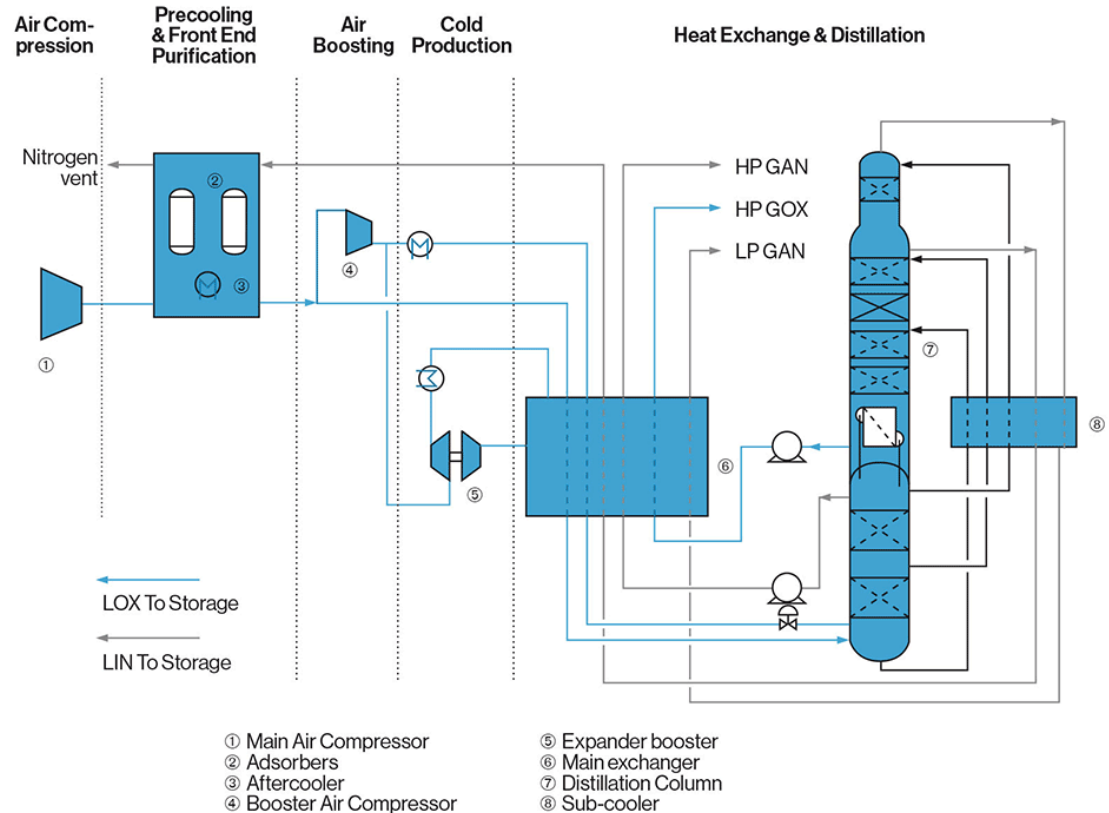 Air Com-
pression
Precooling
& Front End
Purification
Air
Boosting
Cold
Production
Heat Exchange & Distillation
Nitrogen
vent
HP GAN
HP GOX
LP GAN
①
②
③
④
⑤
⑥
⑦
⑧
LOX To Storage
LIN To Storage
① Main Air Compressor
② Adsorbers
③ Aftercooler
④ Booster Air Compressor
⑤ Expander booster
⑥ Main exchanger
⑦ Distillation Column
⑧ Sub-cooler